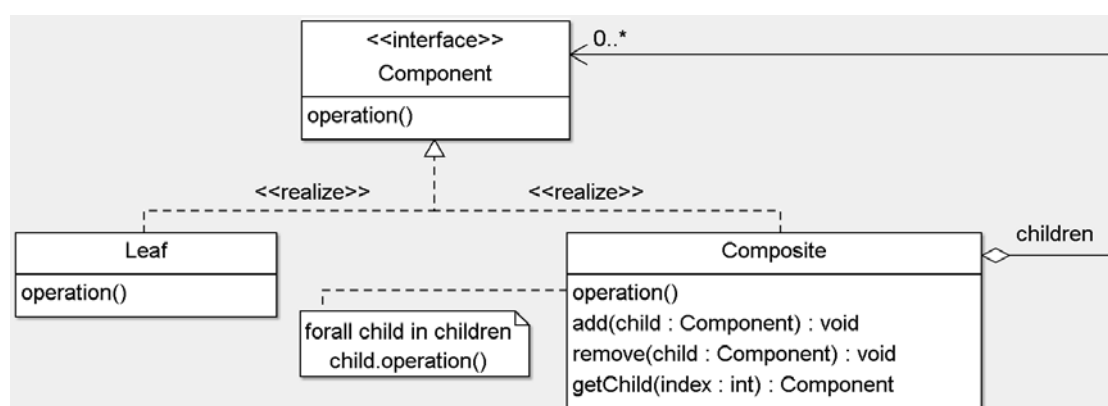 <<interface>>
Component
0..*
operation()
<<realize>>
<<realize>>
Leaf
operation()
Composite
children
operation()
add(child : Component) : void
remove(child : Component) : void
getChild(index : int) : Component
forall child in children
child.operation()